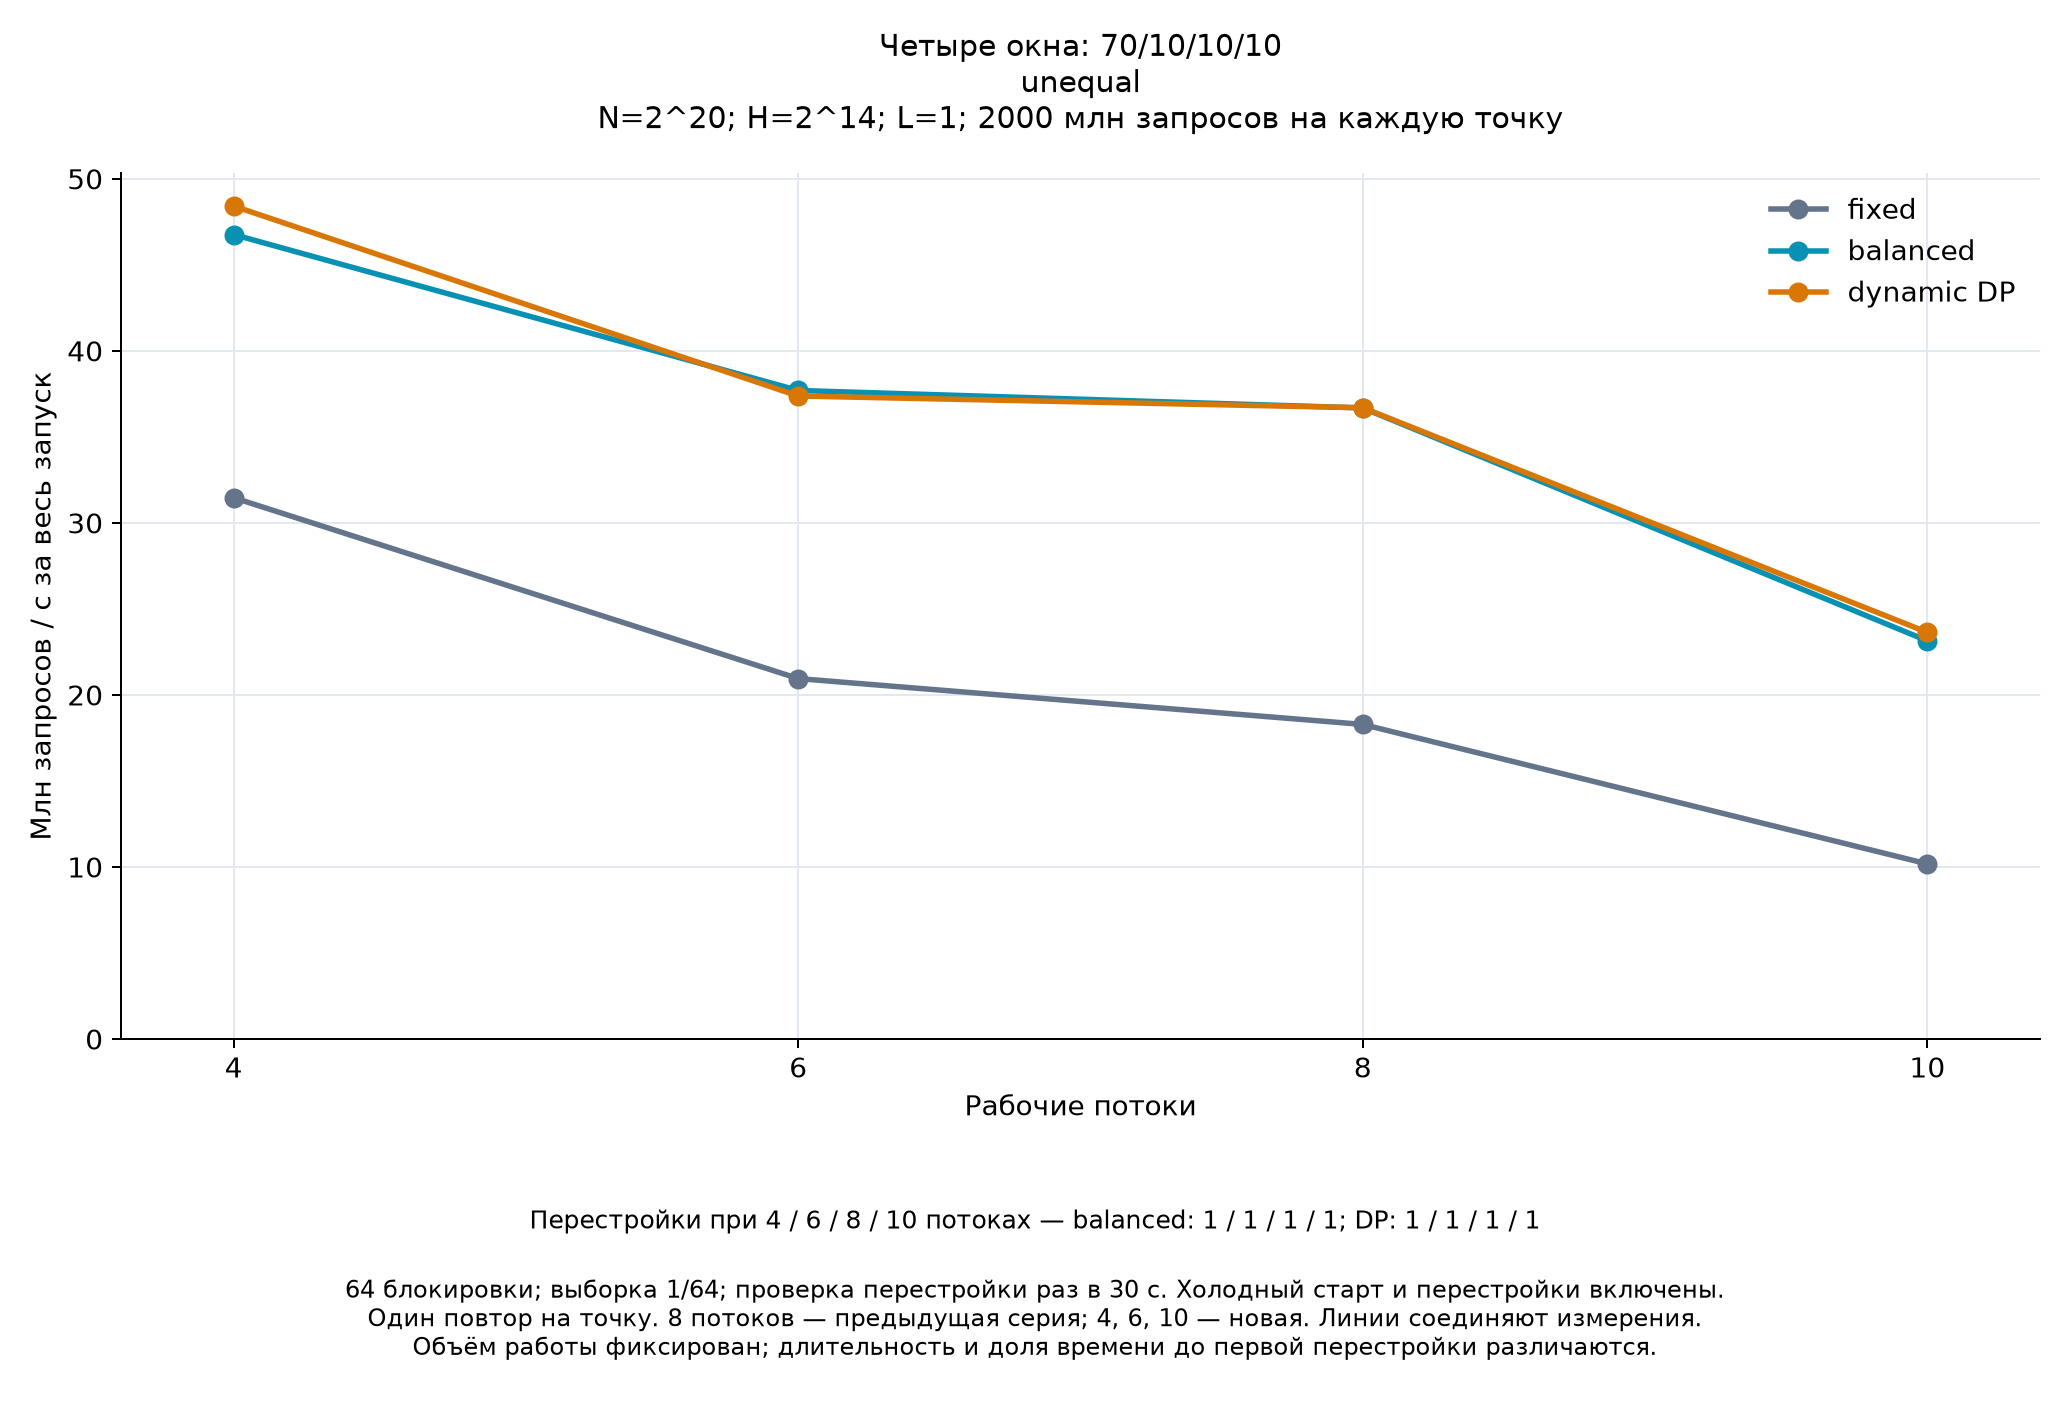 Четыре окна: 70/10/10/10
unequal
N=2^20; H=2^14; L=1; 2000 млн запросов на каждую точку
Млн запросов / с за весь запуск
50
40
30
20
10
0
fixed
balanced
dynamic DP
4
6
8
10
Рабочие потоки
Перестройки при 4 / 6 / 8 / 10 потоках — balanced: 1 / 1 / 1 / 1; DP: 1 / 1 / 1 / 1
64 блокировки; выборка 1/64; проверка перестройки раз в 30 с. Холодный старт и перестройки включены.
Один повтор на точку. 8 потоков — предыдущая серия; 4, 6, 10 — новая. Линии соединяют измерения.
Объём работы фиксирован; длительность и доля времени до первой перестройки различаются.